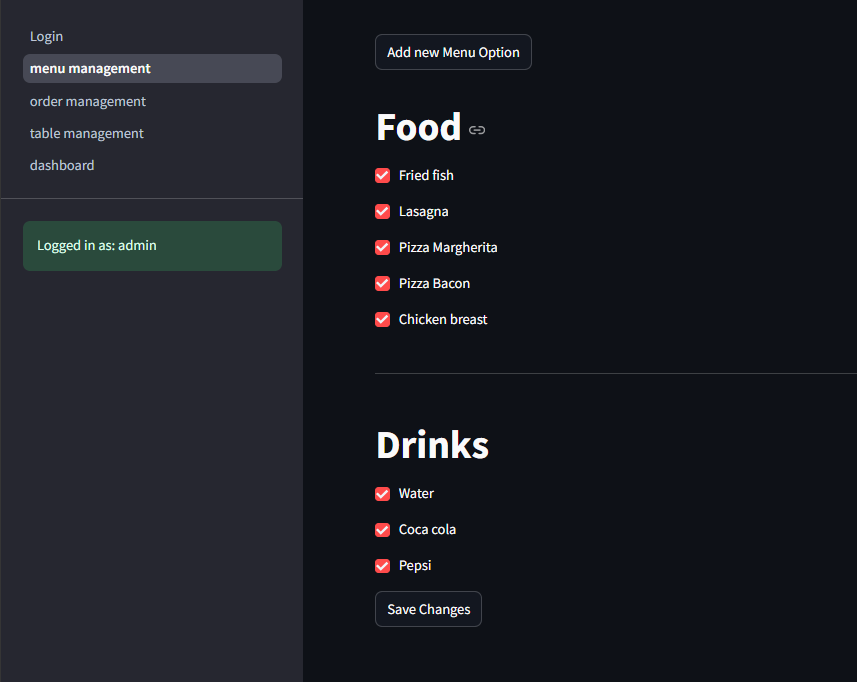 Login
menu management
order management
table management
dashboard
Logged in as: admin
Add new Menu Option
Food
Fried fish
Lasagna
Pizza Margherita
Pizza Bacon
Chicken breast
Drinks
Water
Coca cola
Pepsi
Save Changes